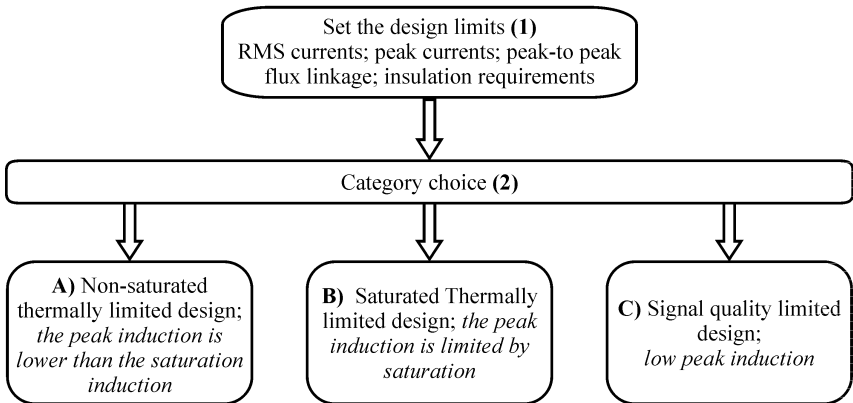 Set the design limits (1)
RMS currents; peak currents; peak-to peak
flux linkage; insulation requirements
Category choice (2)
A) Non-saturated
thermally limited design;
the peak induction is
lower than the saturation
induction
B) Saturated Thermally
limited design; the peak
induction is limited by
saturation
C) Signal quality limited
design;
low peak induction